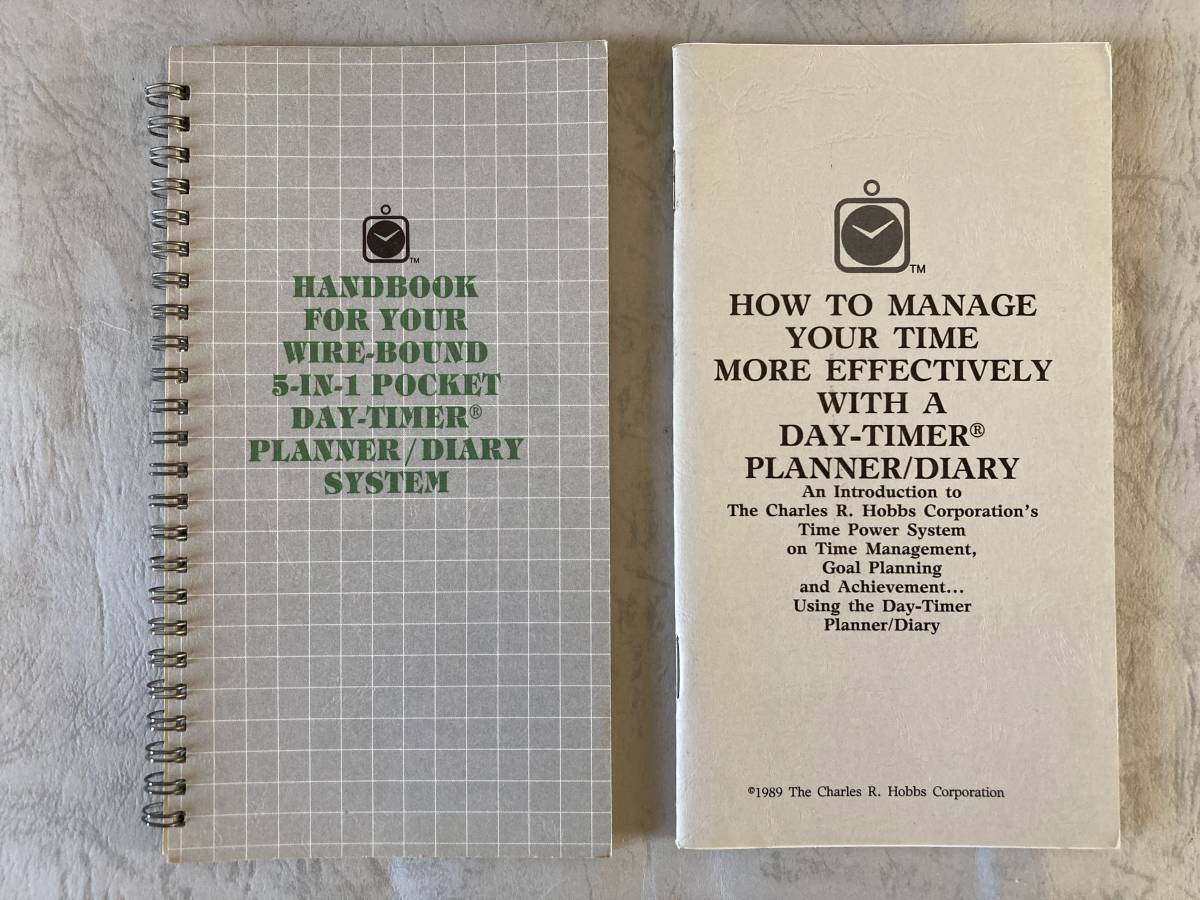 TM
HANDBOOK
FOR YOUR
WIRE-BOUND
5-IN-1 POCKET
DAY-TIMER®
PLANNER/DIARY
SYSTEM
TM
HOW TO MANAGE
YOUR TIME
MORE EFFECTIVELY
WITH A
DAY-TIMER®
PLANNER/DIARY
An Introduction to
The Charles R. Hobbs Corporation's
Time Power System
on Time Management,
Goal Planning
and Achievement...
Using the Day-Timer
Planner/Diary
©1989 The Charles R. Hobbs Corporation